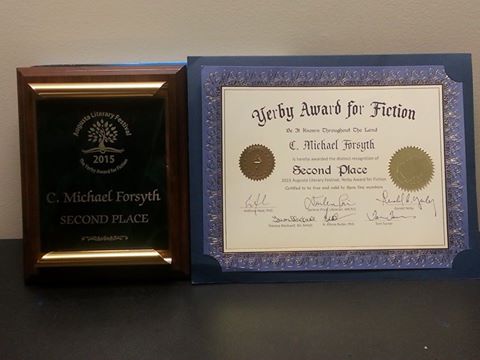 Augusta Literary Festival
2015
The Yerby Award for Fiction
C. Michael Forsyth
SECOND PLACE
Yerby Award for Fiction
Be It Known Throughout The Land
C. Michael Forsyth
is hereby awarded the distinct recognition of
Second Place
2015 Augusta Literary Festival, Yerby Award for Fiction
Certified to be true and valid by these fine members